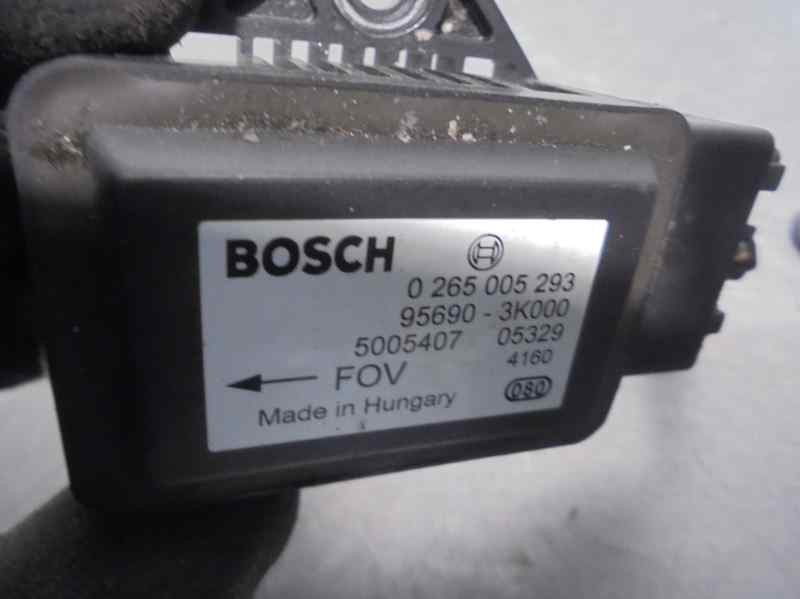 BOSCH
0 265 005 293
95690 - 3K000
5005407 05329
4160
FOV
080
Made in Hungary